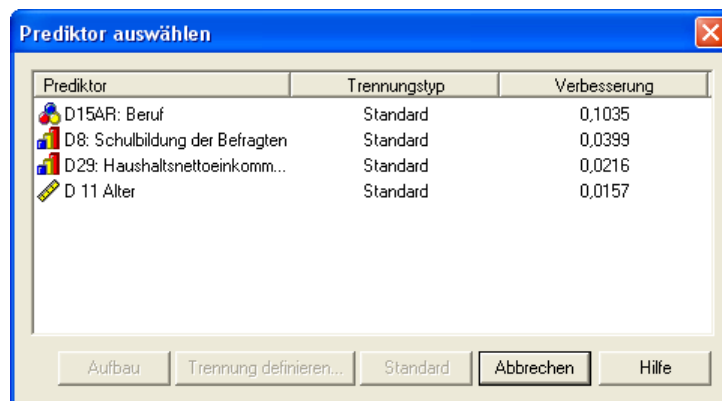 Prediktor auswählen
Prediktor Trennungstyp Verbesserung
D15AR: Beruf Standard 0,1035
D8: Schulbildung der Befragten Standard 0,0399
D29: Haushaltsnettoeinkomm... Standard 0,0216
D 11 Alter Standard 0,0157
Aufbau Trennung definieren... Standard Abbrechen Hilfe